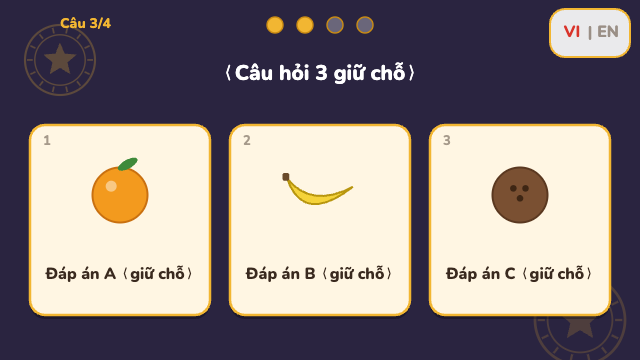 Câu 3/4
VI | EN
⟨Câu hỏi 3 giữ chỗ⟩
1
2
3
Đáp án A ⟨giữ chỗ⟩
Đáp án B ⟨giữ chỗ⟩
Đáp án C ⟨giữ chỗ⟩